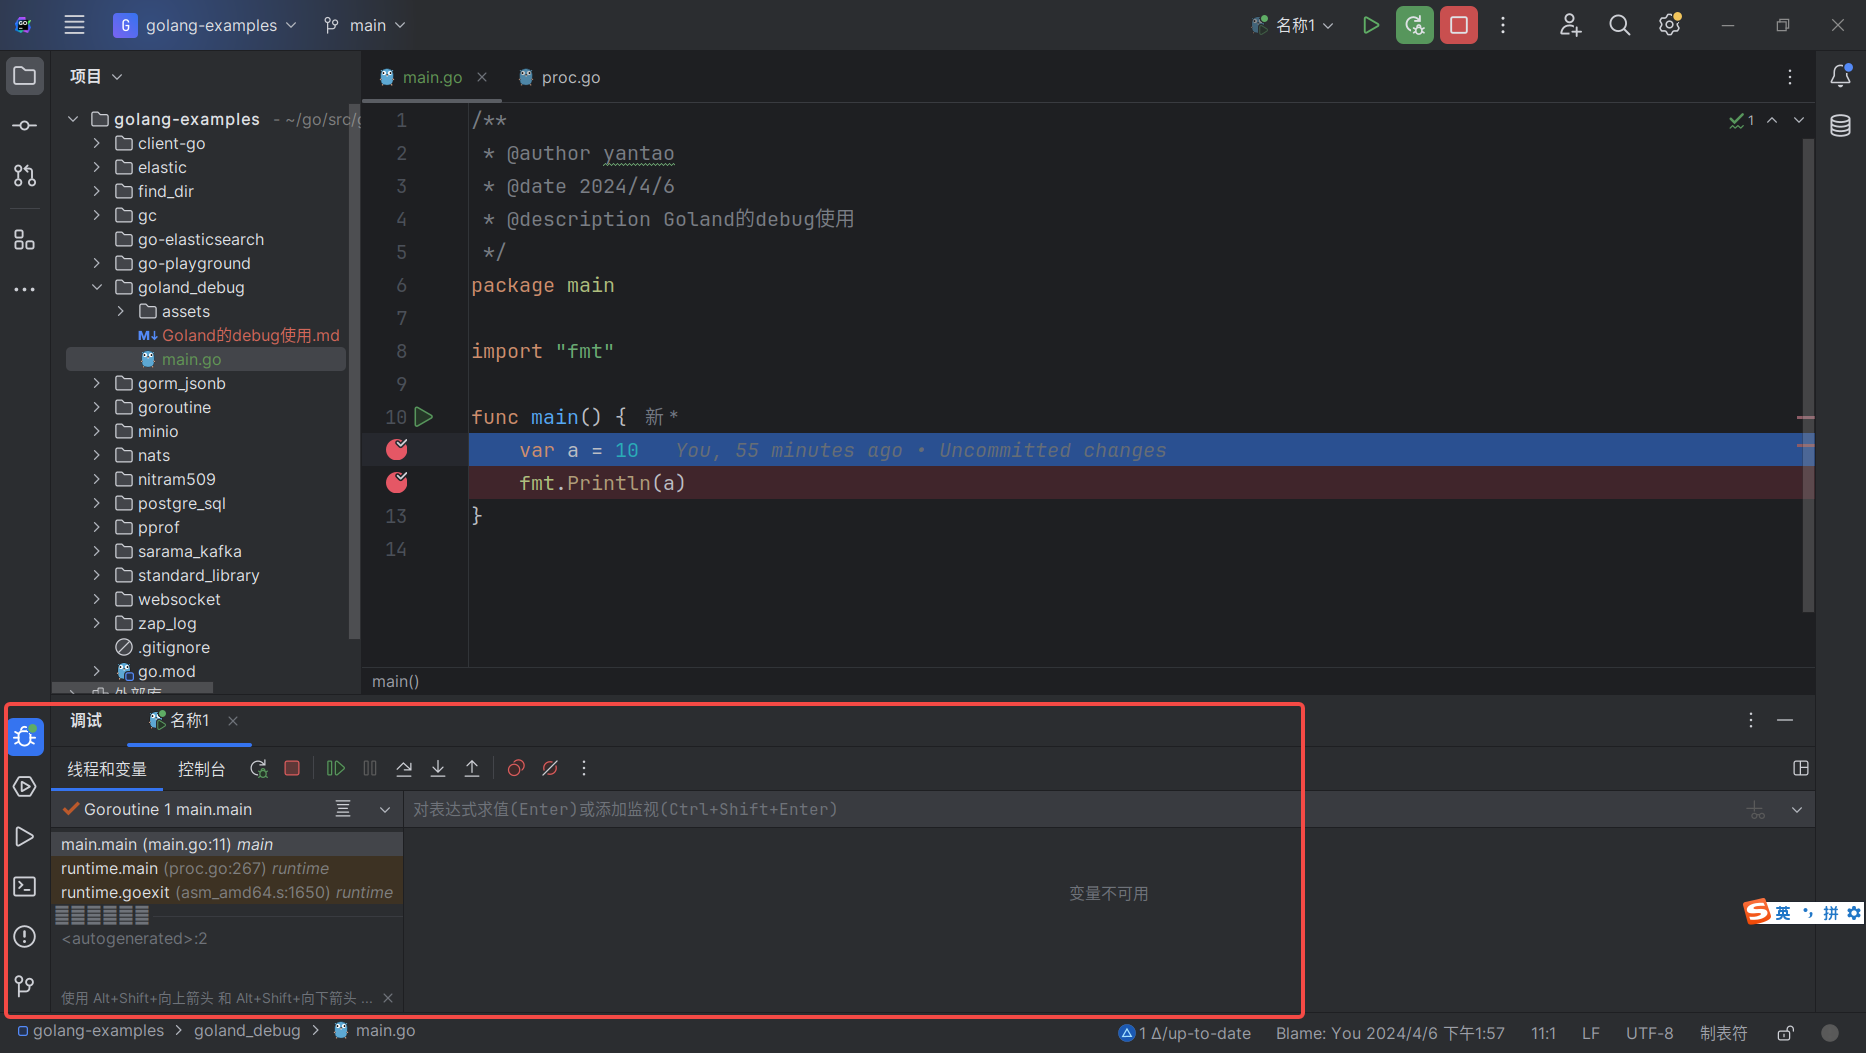 G golang-examples main 名称1
项目
main.go proc.go
golang-examples - ~/go/src/g
client-go
elastic
find_dir
gc
go-elasticsearch
go-playground
goland_debug
assets
M↓ Goland的debug使用.md
main.go
gorm_jsonb
goroutine
minio
nats
nitram509
postgre_sql
pprof
sarama_kafka
standard_library
websocket
zap_log
.gitignore
go.mod
外部库
1 /**
1
2 * @author yantao
3 * @date 2024/4/6
4 * @description Goland的debug使用
5 */
6 package main
7
8 import "fmt"
9
10 func main() { 新 *
var a = 10 You, 55 minutes ago • Uncommitted changes
fmt.Println(a)
13 }
14
main()
调试 名称1
线程和变量 控制台
Goroutine 1 main.main
对表达式求值(Enter)或添加监视(Ctrl+Shift+Enter)
main.main (main.go:11) main
runtime.main (proc.go:267) runtime
runtime.goexit (asm_amd64.s:1650) runtime
<autogenerated>:2
变量不可用
使用 Alt+Shift+向上箭头 和 Alt+Shift+向下箭头 ...
S 英 •, 拼
golang-examples > goland_debug > main.go
1 Δ/up-to-date Blame: You 2024/4/6 下午1:57 11:1 LF UTF-8 制表符